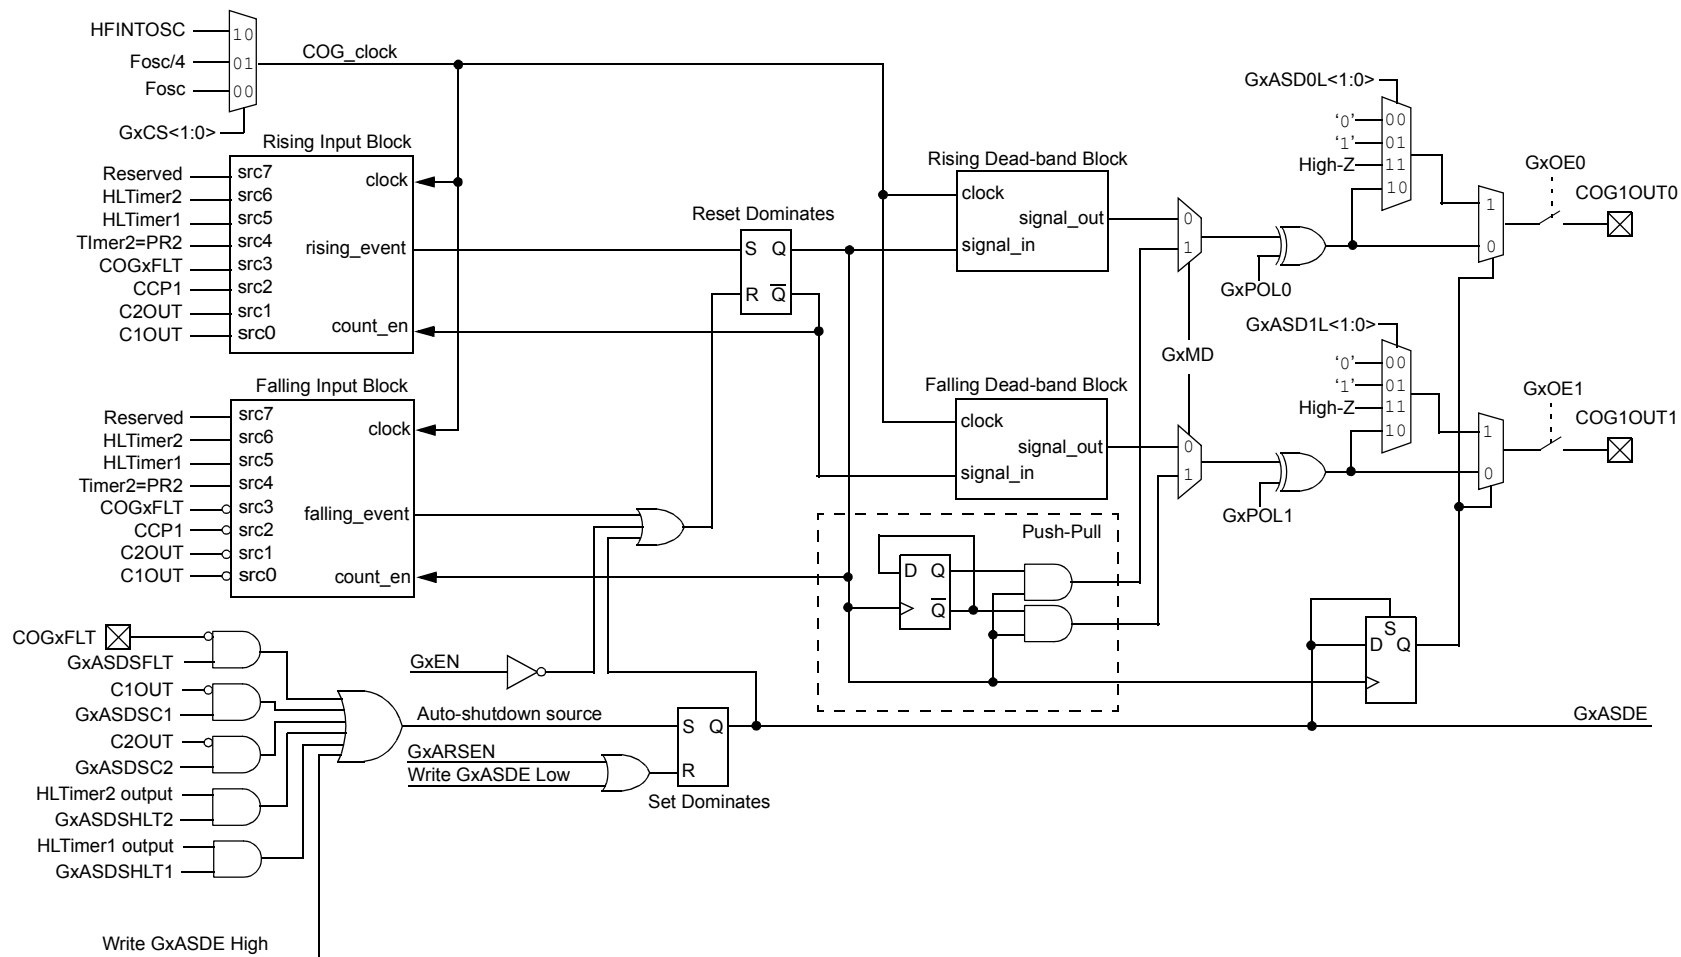 HFINTOSC
Fosc/4
Fosc
10
01
00
GxCS<1:0>
COG_clock
Rising Input Block
Reserved
HLTimer2
HLTimer1
TImer2=PR2
COGxFLT
CCP1
C2OUT
C1OUT
src7
src6
src5
src4
src3
src2
src1
src0
clock
rising_event
count_en
Falling Input Block
Reserved
HLTimer2
HLTimer1
Timer2=PR2
COGxFLT
CCP1
C2OUT
C1OUT
src7
src6
src5
src4
src3
src2
src1
src0
clock
falling_event
count_en
Reset Dominates
S Q
R Q
Rising Dead-band Block
clock
signal_out
signal_in
Falling Dead-band Block
clock
signal_out
signal_in
0
1
GxMD
0
1
GxPOL0
GxPOL1
GxASD0L<1:0>
‘0’
‘1’
High-Z
00
01
11
10
1
0
GxOE0
COG1OUT0
GxASD1L<1:0>
‘0’
‘1’
High-Z
00
01
11
10
1
0
GxOE1
COG1OUT1
Push-Pull
D Q
Q
S
D Q
COGxFLT
GxASDSFLT
C1OUT
GxASDSC1
C2OUT
GxASDSC2
HLTimer2 output
GxASDSHLT2
HLTimer1 output
GxASDSHLT1
Write GxASDE High
GxEN
Auto-shutdown source
GxARSEN
Write GxASDE Low
S Q
R
Set Dominates
GxASDE